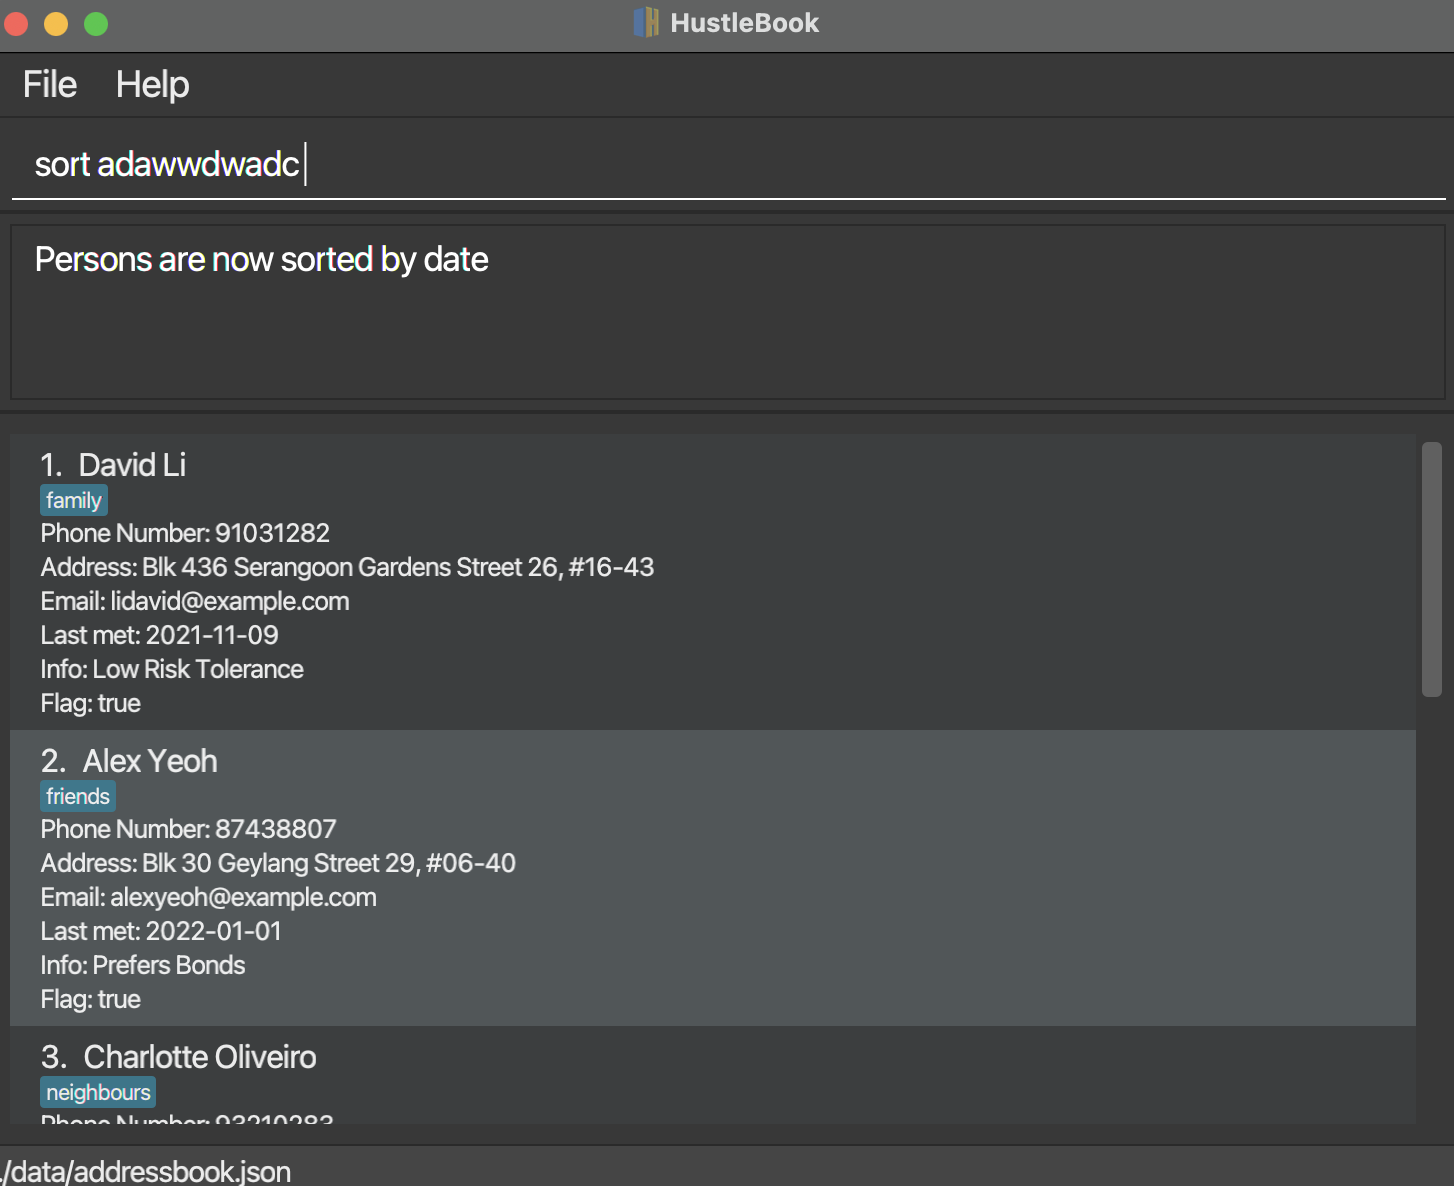 HustleBook
File Help
sort adawwdwadc
Persons are now sorted by date
1. David Li
family
Phone Number: 91031282
Address: Blk 436 Serangoon Gardens Street 26, #16-43
Email: lidavid@example.com
Last met: 2021-11-09
Info: Low Risk Tolerance
Flag: true
2. Alex Yeoh
friends
Phone Number: 87438807
Address: Blk 30 Geylang Street 29, #06-40
Email: alexyeoh@example.com
Last met: 2022-01-01
Info: Prefers Bonds
Flag: true
3. Charlotte Oliveiro
neighbours
Phone Number: 93210283
./data/addressbook.json